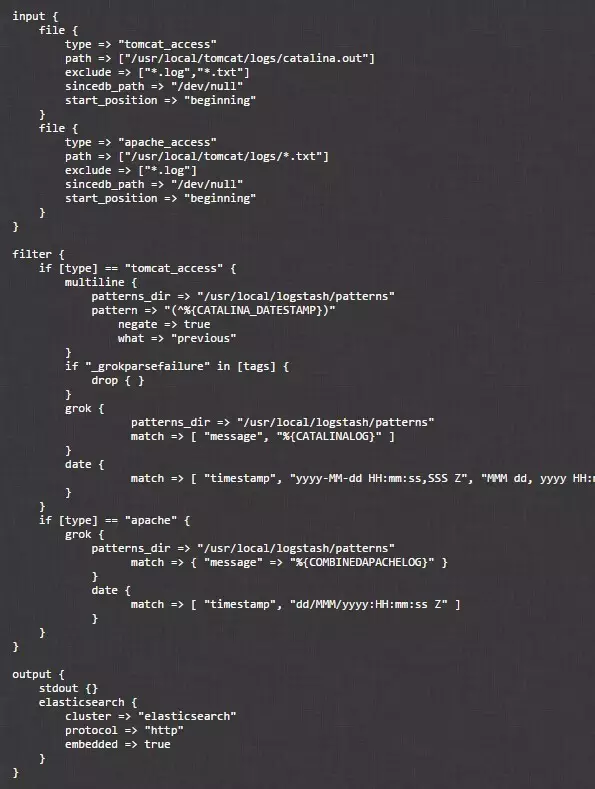 input {
    file {
        type => "tomcat_access"
        path => ["/usr/local/tomcat/logs/catalina.out"]
        exclude => ["*.log","*.txt"]
        sincedb_path => "/dev/null"
        start_position => "beginning"
    }
    file {
        type => "apache_access"
        path => ["/usr/local/tomcat/logs/*.txt"]
        exclude => ["*.log"]
        sincedb_path => "/dev/null"
        start_position => "beginning"
    }
}
filter {
    if [type] == "tomcat_access" {
        multiline {
            patterns_dir => "/usr/local/logstash/patterns"
            pattern => "(^%{CATALINA_DATESTAMP})"
                negate => true
                what => "previous"
        }
        if "_grokparsefailure" in [tags] {
            drop { }
        }
        grok {
                  patterns_dir => "/usr/local/logstash/patterns"
                  match => [ "message", "%{CATALINALOG}" ]
        }
        date {
                  match => [ "timestamp", "yyyy-MM-dd HH:mm:ss,SSS Z", "MMM dd, yyyy HH:
        }
    }
    if [type] == "apache" {
        grok {
            patterns_dir => "/usr/local/logstash/patterns"
                  match => { "message" => "%{COMBINEDAPACHELOG}" }
            }
            date {
                  match => [ "timestamp", "dd/MMM/yyyy:HH:mm:ss Z" ]
            }
    }
}
output {
    stdout {}
    elasticsearch {
        cluster => "elasticsearch"
        protocol => "http"
        embedded => true
    }
}